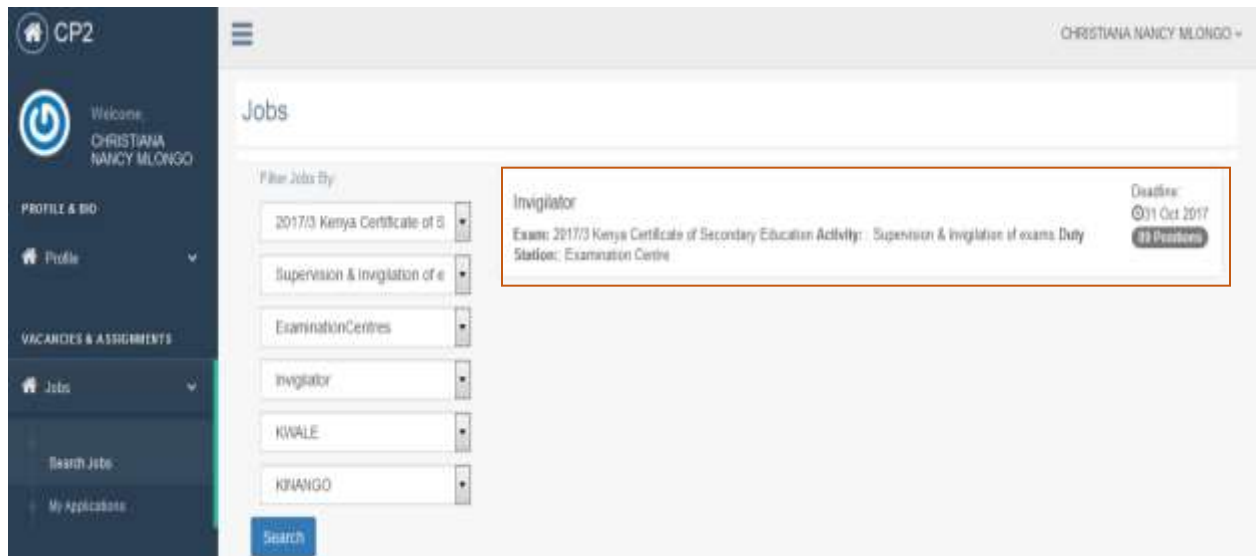 CP2
CHRISTIANA NANCY MLONGO
Welcome,
CHRISTIANA
NANCY MLONGO
PROFILE & BIO
Profile
VACANCIES & ASSIGNMENTS
Jobs
Search Jobs
My Applications
Jobs
Filter Jobs By:
2017/3 Kenya Certificate of S
Supervision & Invigilation of e
ExaminationCentres
Invigilator
KWALE
KINANGO
Search
Invigilator
Exam: 2017/3 Kenya Certificate of Secondary Education Activity: : Supervision & invigilation of exams Duty
Station: : Examination Centre
Deadline:
31 Oct 2017
Positions